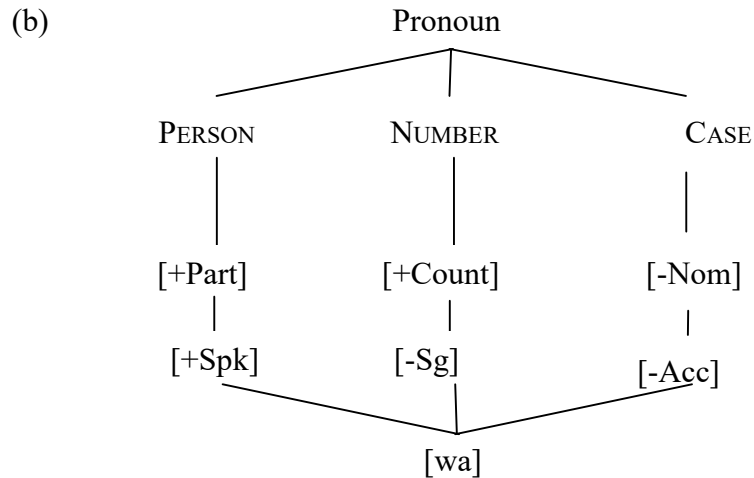 (b) Pronoun
PERSON NUMBER CASE
[+Part] [+Count] [-Nom]
[+Spk] [-Sg] [-Acc]
[wa]